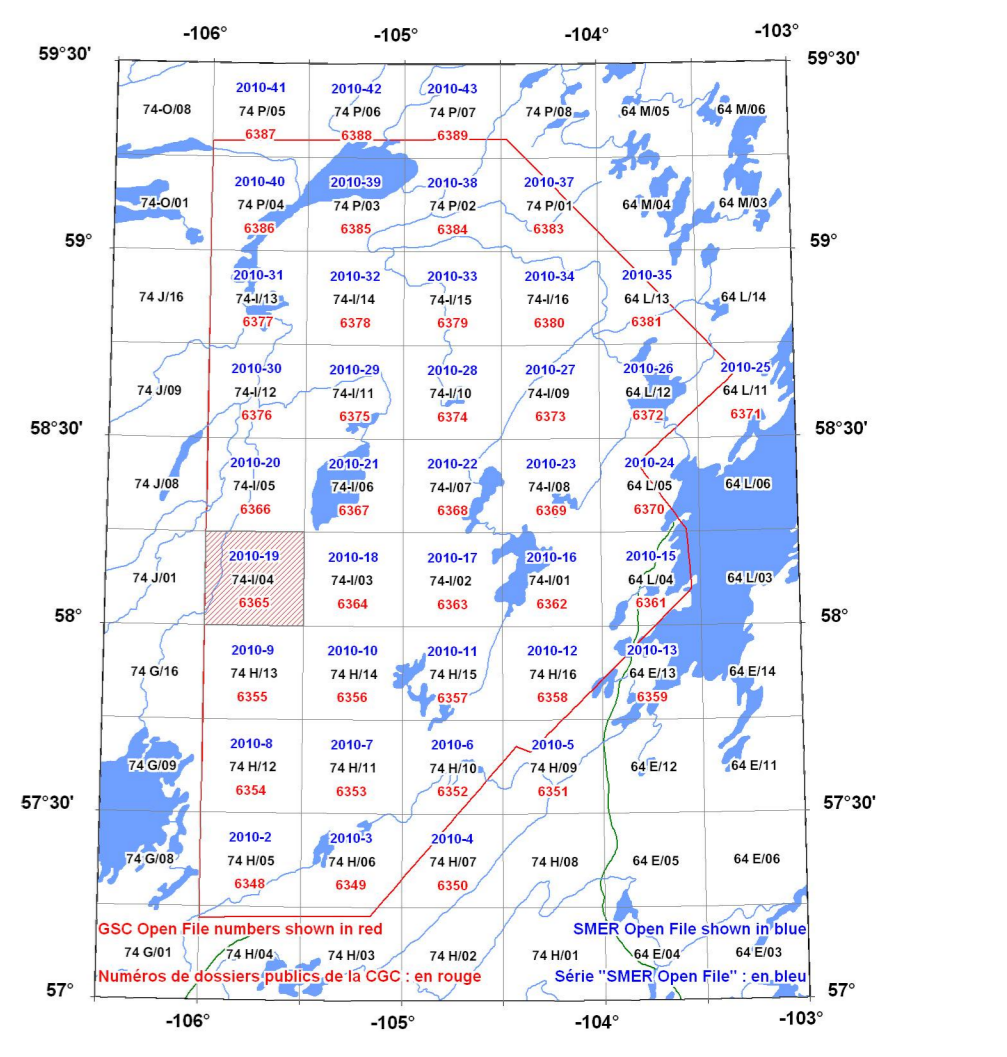 -106° -105° -104° -103°
59°30' 59°30'
2010-41 2010-42 2010-43
74-O/08 74 P/05 74 P/06 74 P/07 74 P/08 64 M/05 64 M/06
6387 6388 6389
2010-40 2010-39 2010-38 2010-37
74-O/01 74 P/04 74 P/03 74 P/02 74 P/01 64 M/04 64 M/03
6386 6385 6384 6383
59° 59°
2010-31 2010-32 2010-33 2010-34 2010-35
74 J/16 74-I/13 74-I/14 74-I/15 74-I/16 64 L/13 64 L/14
6377 6378 6379 6380 6381
2010-30 2010-29 2010-28 2010-27 2010-26 2010-25
74 J/09 74-I/12 74-I/11 74-I/10 74-I/09 64 L/12 64 L/11
6376 6375 6374 6373 6372 6371
58°30' 58°30'
2010-20 2010-21 2010-22 2010-23 2010-24
74 J/08 74-I/05 74-I/06 74-I/07 74-I/08 64 L/05 64 L/06
6366 6367 6368 6369 6370
2010-19 2010-18 2010-17 2010-16 2010-15
74 J/01 74-I/04 74-I/03 74-I/02 74-I/01 64 L/04 64 L/03
6365 6364 6363 6362 6361
58° 58°
2010-9 2010-10 2010-11 2010-12 2010-13
74 G/16 74 H/13 74 H/14 74 H/15 74 H/16 64 E/13 64 E/14
6355 6356 6357 6358 6359
2010-8 2010-7 2010-6 2010-5
74 G/09 74 H/12 74 H/11 74 H/10 74 H/09 64 E/12 64 E/11
6354 6353 6352 6351
57°30' 57°30'
2010-2 2010-3 2010-4
74 G/08 74 H/05 74 H/06 74 H/07 74 H/08 64 E/05 64 E/06
6348 6349 6350
GSC Open File numbers shown in red SMER Open File shown in blue
74 G/01 74 H/04 74 H/03 74 H/02 74 H/01 64 E/04 64 E/03
Numéros de dossiers publics de la CGC : en rouge Série "SMER Open File" : en bleu
57° 57°
-106° -105° -104° -103°